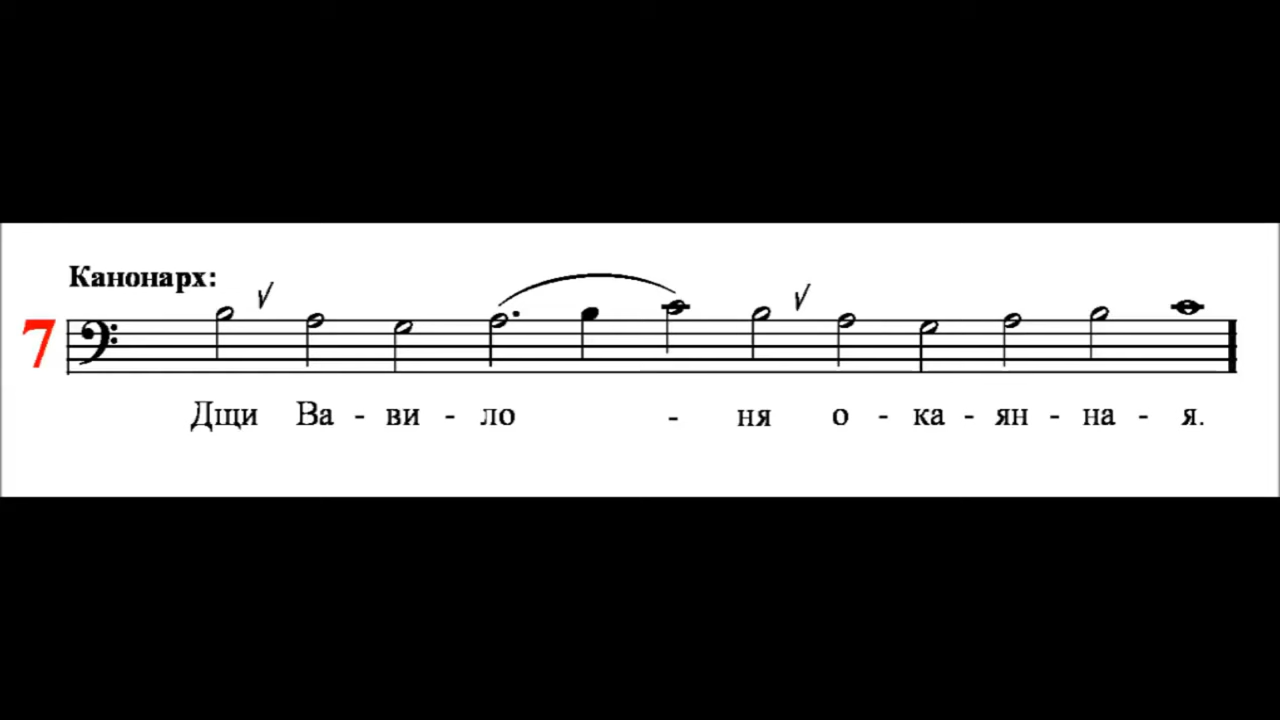 Канонарх:
7
Дщи Ва - ви - ло - ня о - ка - ян - на - я.